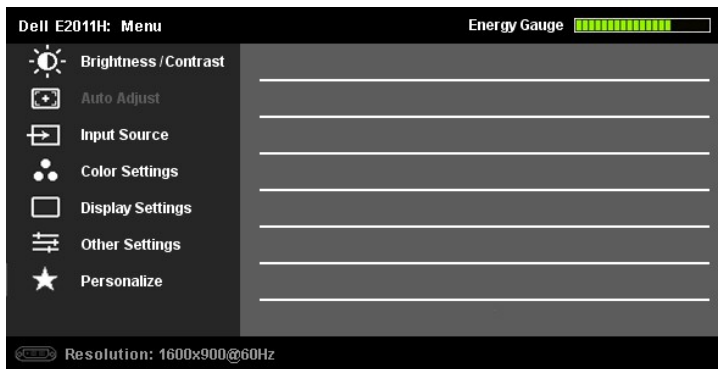 Dell E2011H: Menu Energy Gauge
Brightness / Contrast
Auto Adjust
Input Source
Color Settings
Display Settings
Other Settings
Personalize
Resolution: 1600x900@60Hz